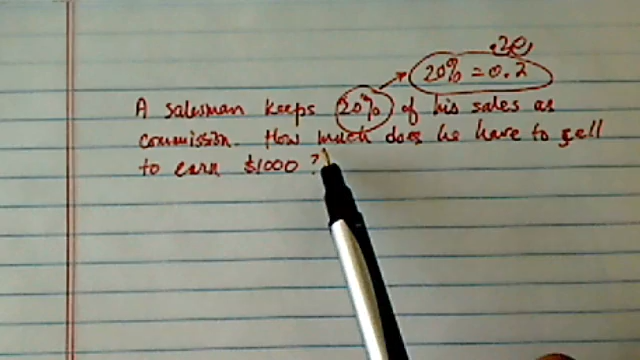 .20
20% = 0.2
A salesman keeps 20% of his sales as
commission. How much does he have to sell
to earn $1000 ?